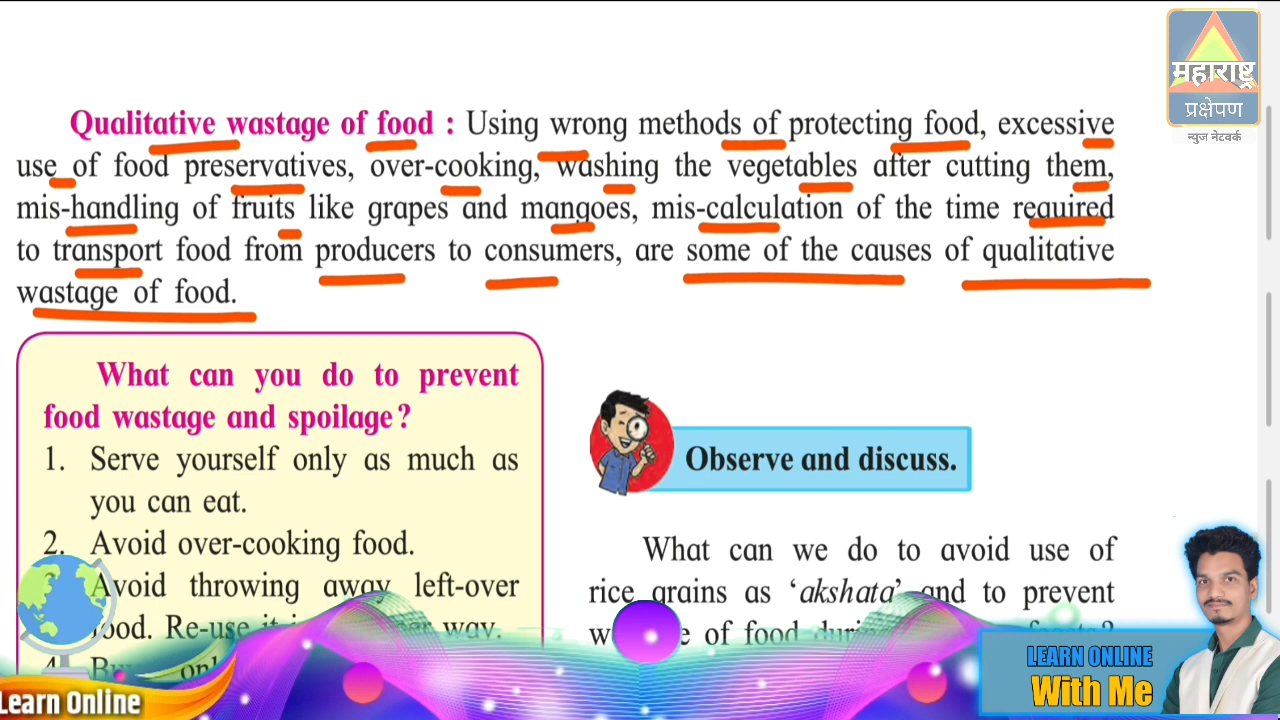 महाराष्ट्र
प्रक्षेपण
न्युज नेटवर्क
Qualitative wastage of food : Using wrong methods of protecting food, excessive
use of food preservatives, over-cooking, washing the vegetables after cutting them,
mis-handling of fruits like grapes and mangoes, mis-calculation of the time required
to transport food from producers to consumers, are some of the causes of qualitative
wastage of food.
What can you do to prevent
food wastage and spoilage?
1. Serve yourself only as much as
you can eat.
2. Avoid over-cooking food.
Avoid throwing away left-over
food. Re-use it way.
4.
Observe and discuss.
What can we do to avoid use of
rice grains as ‘akshata’ and to prevent
of food
LEARN ONLINE
With Me
Learn Online